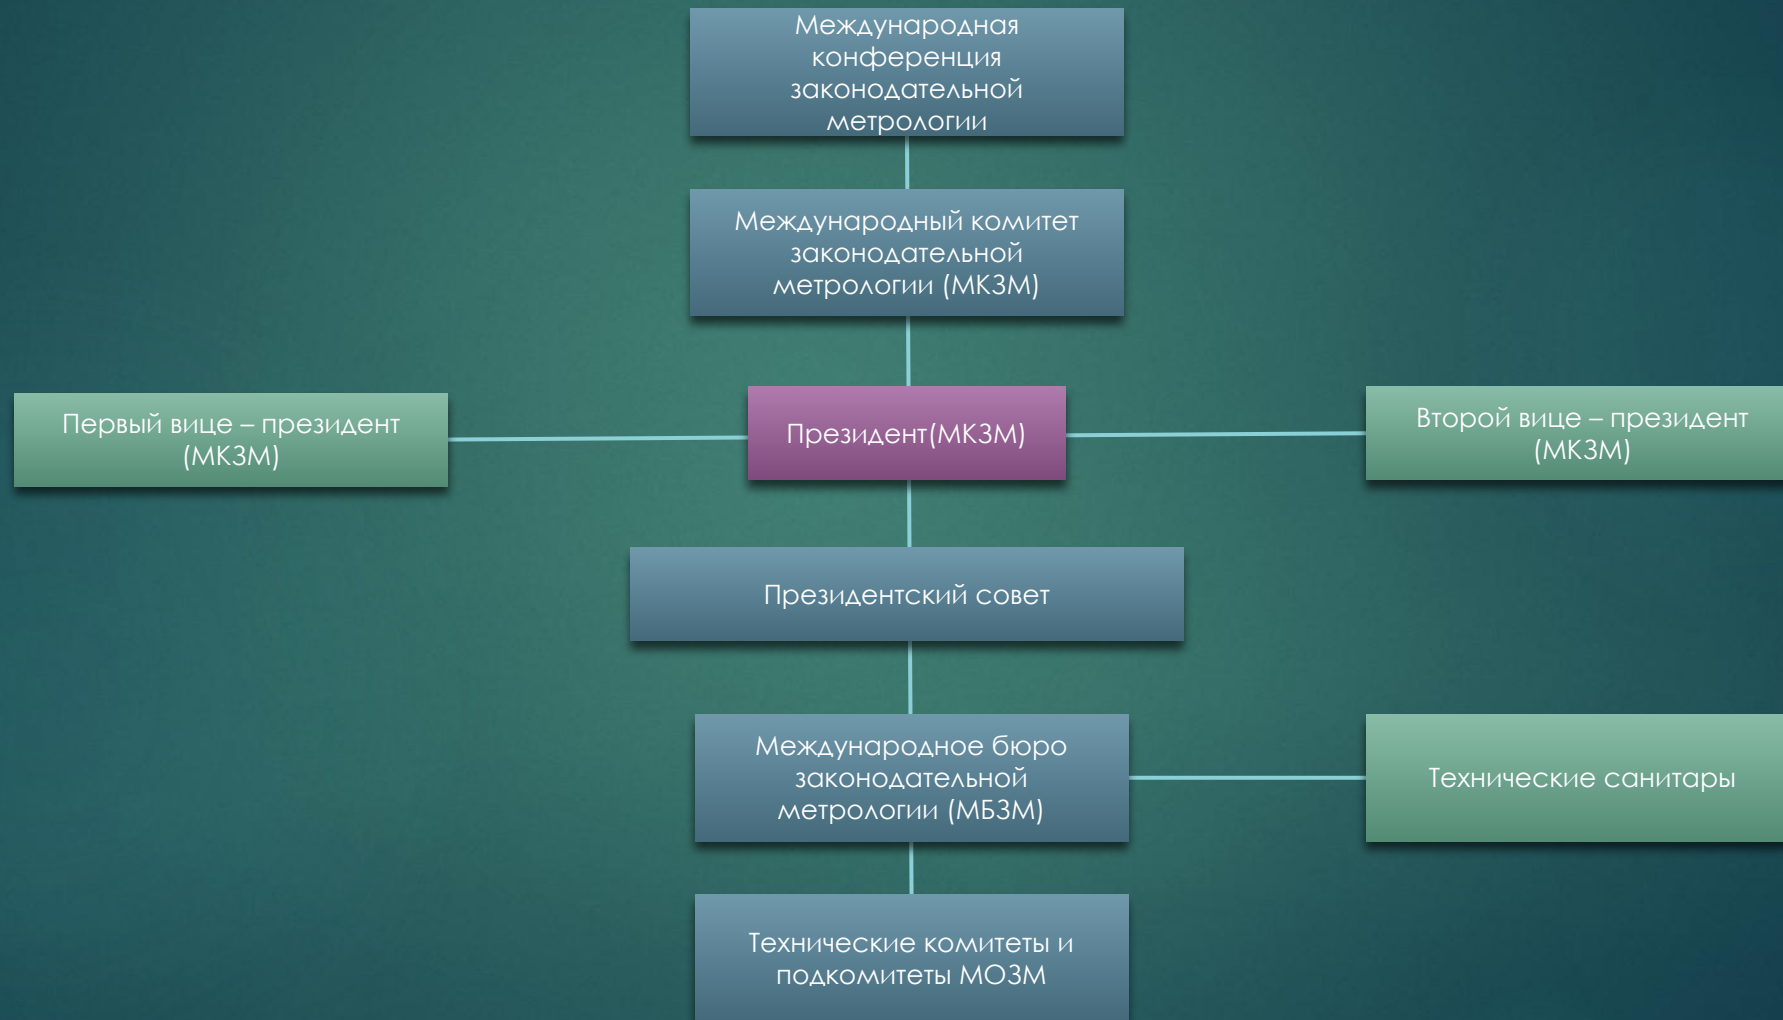 Международная
конференция
законодательной
метрологии
Международный комитет
законодательной
метрологии (МКЗМ)
Первый вице – президент
(МКЗМ)
Президент(МКЗМ)
Второй вице – президент
(МКЗМ)
Президентский совет
Международное бюро
законодательной
метрологии (МБЗМ)
Технические санитары
Технические комитеты и
подкомитеты МОЗМ